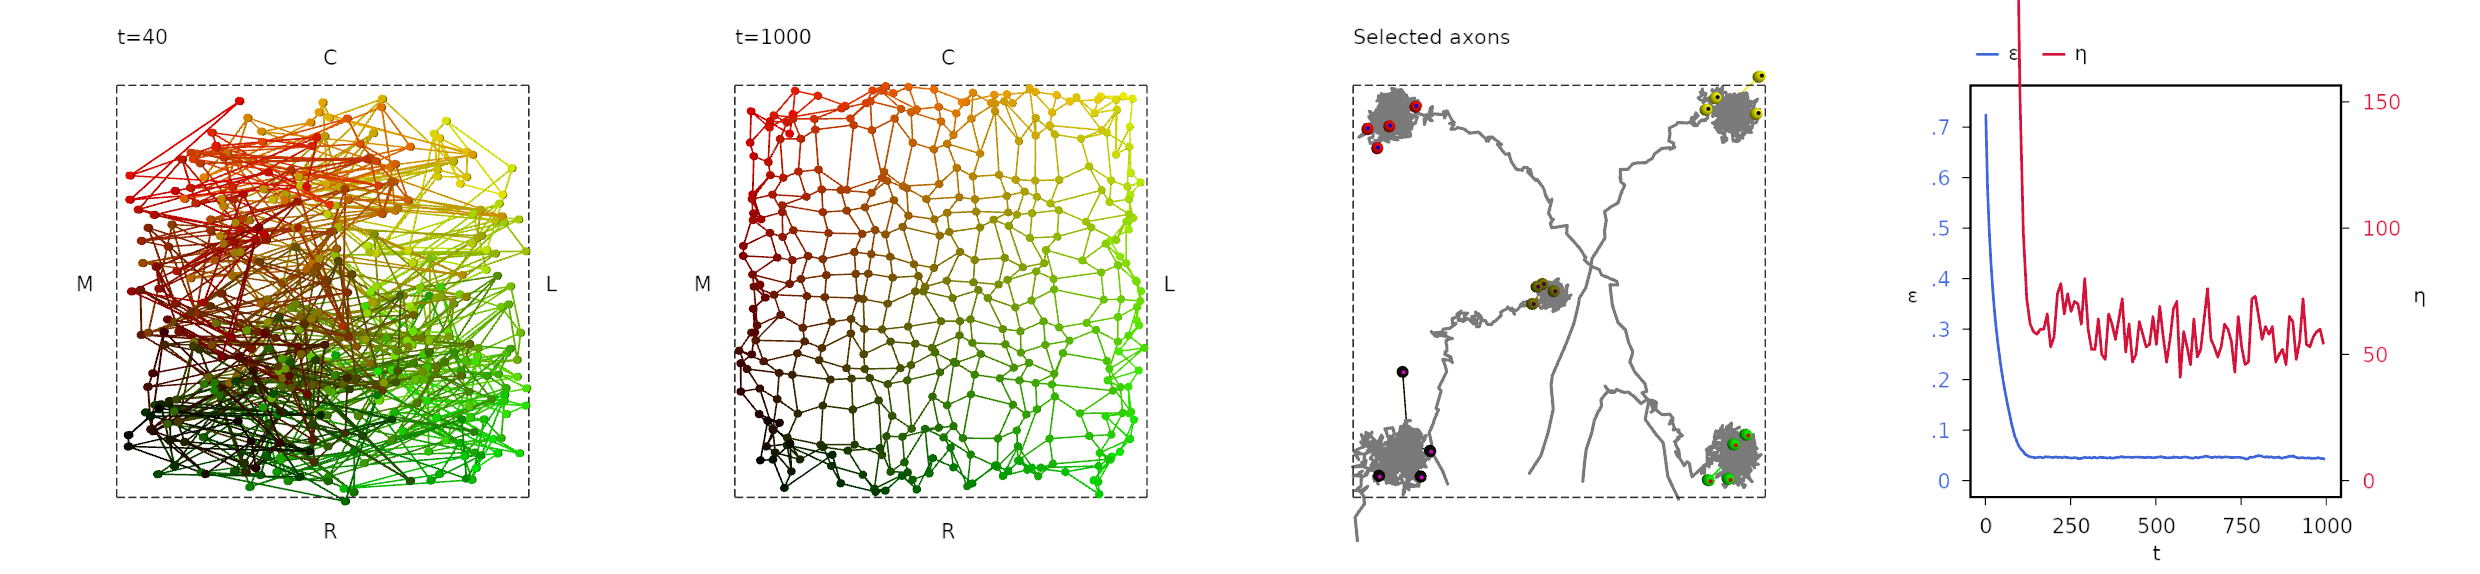 t=40
C
M
L
R
t=1000
C
M
L
R
Selected axons
ε η
.7
.6
.5
.4
.3
.2
.1
0
ε
150
100
50
0
η
0 250 500 750 1000
t